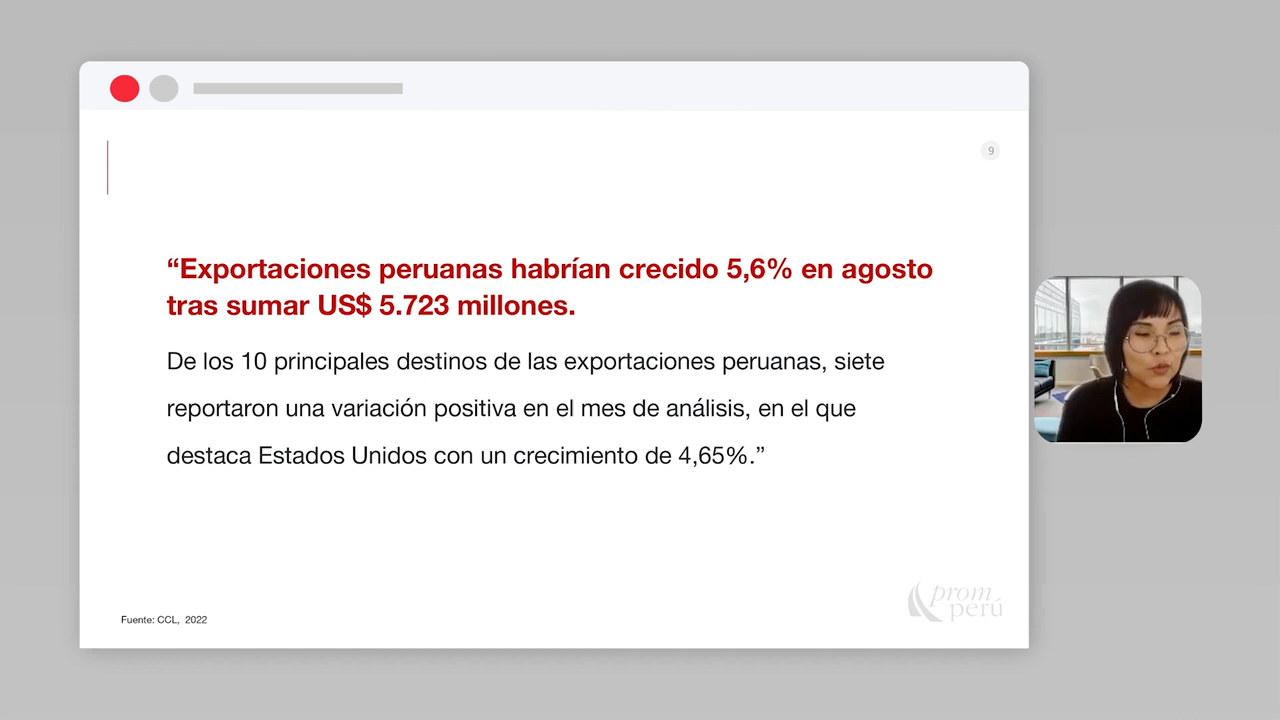 9
“Exportaciones peruanas habrían crecido 5,6% en agosto
tras sumar US$ 5.723 millones.
De los 10 principales destinos de las exportaciones peruanas, siete
reportaron una variación positiva en el mes de análisis, en el que
destaca Estados Unidos con un crecimiento de 4,65%.”
prom
perú
Fuente: CCL, 2022